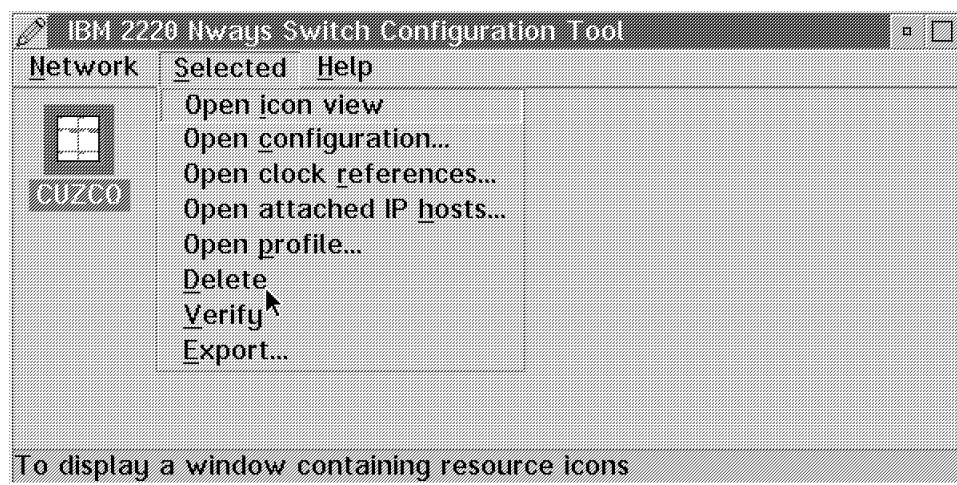 IBM 2220 Nways Switch Configuration Tool
Network Selected Help
Open icon view
Open configuration...
CUZCO
Open clock references...
Open attached IP hosts...
Open profile...
Delete
Verify
Export...
To display a window containing resource icons